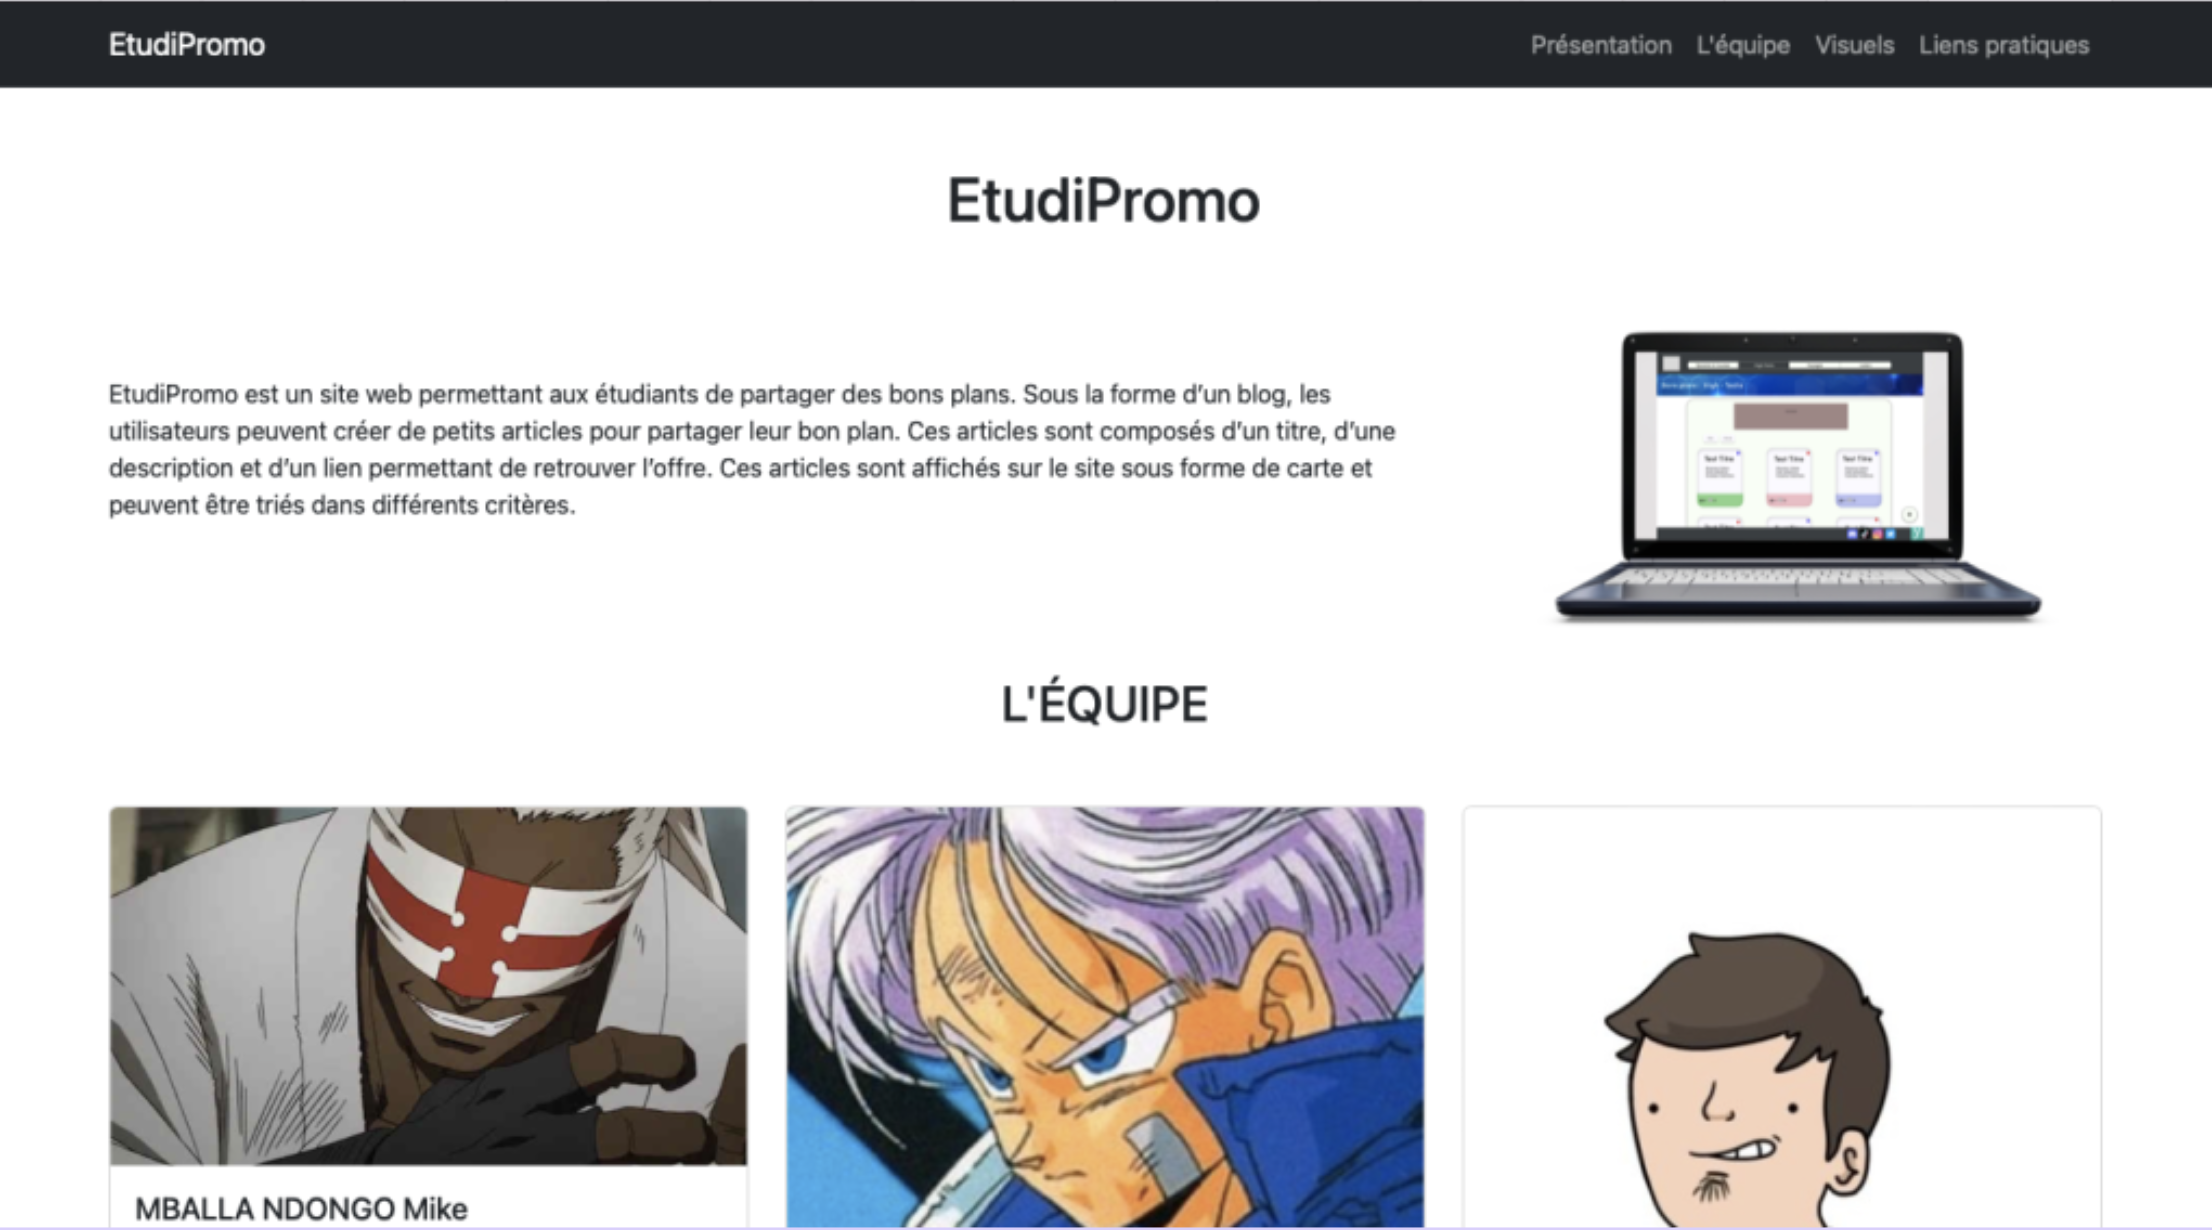 EtudiPromo
Présentation L'équipe Visuels Liens pratiques
EtudiPromo
EtudiPromo est un site web permettant aux étudiants de partager des bons plans. Sous la forme d’un blog, les
utilisateurs peuvent créer de petits articles pour partager leur bon plan. Ces articles sont composés d’un titre, d’une
description et d’un lien permettant de retrouver l’offre. Ces articles sont affichés sur le site sous forme de carte et
peuvent être triés dans différents critères.
L'ÉQUIPE
MBALLA NDONGO Mike